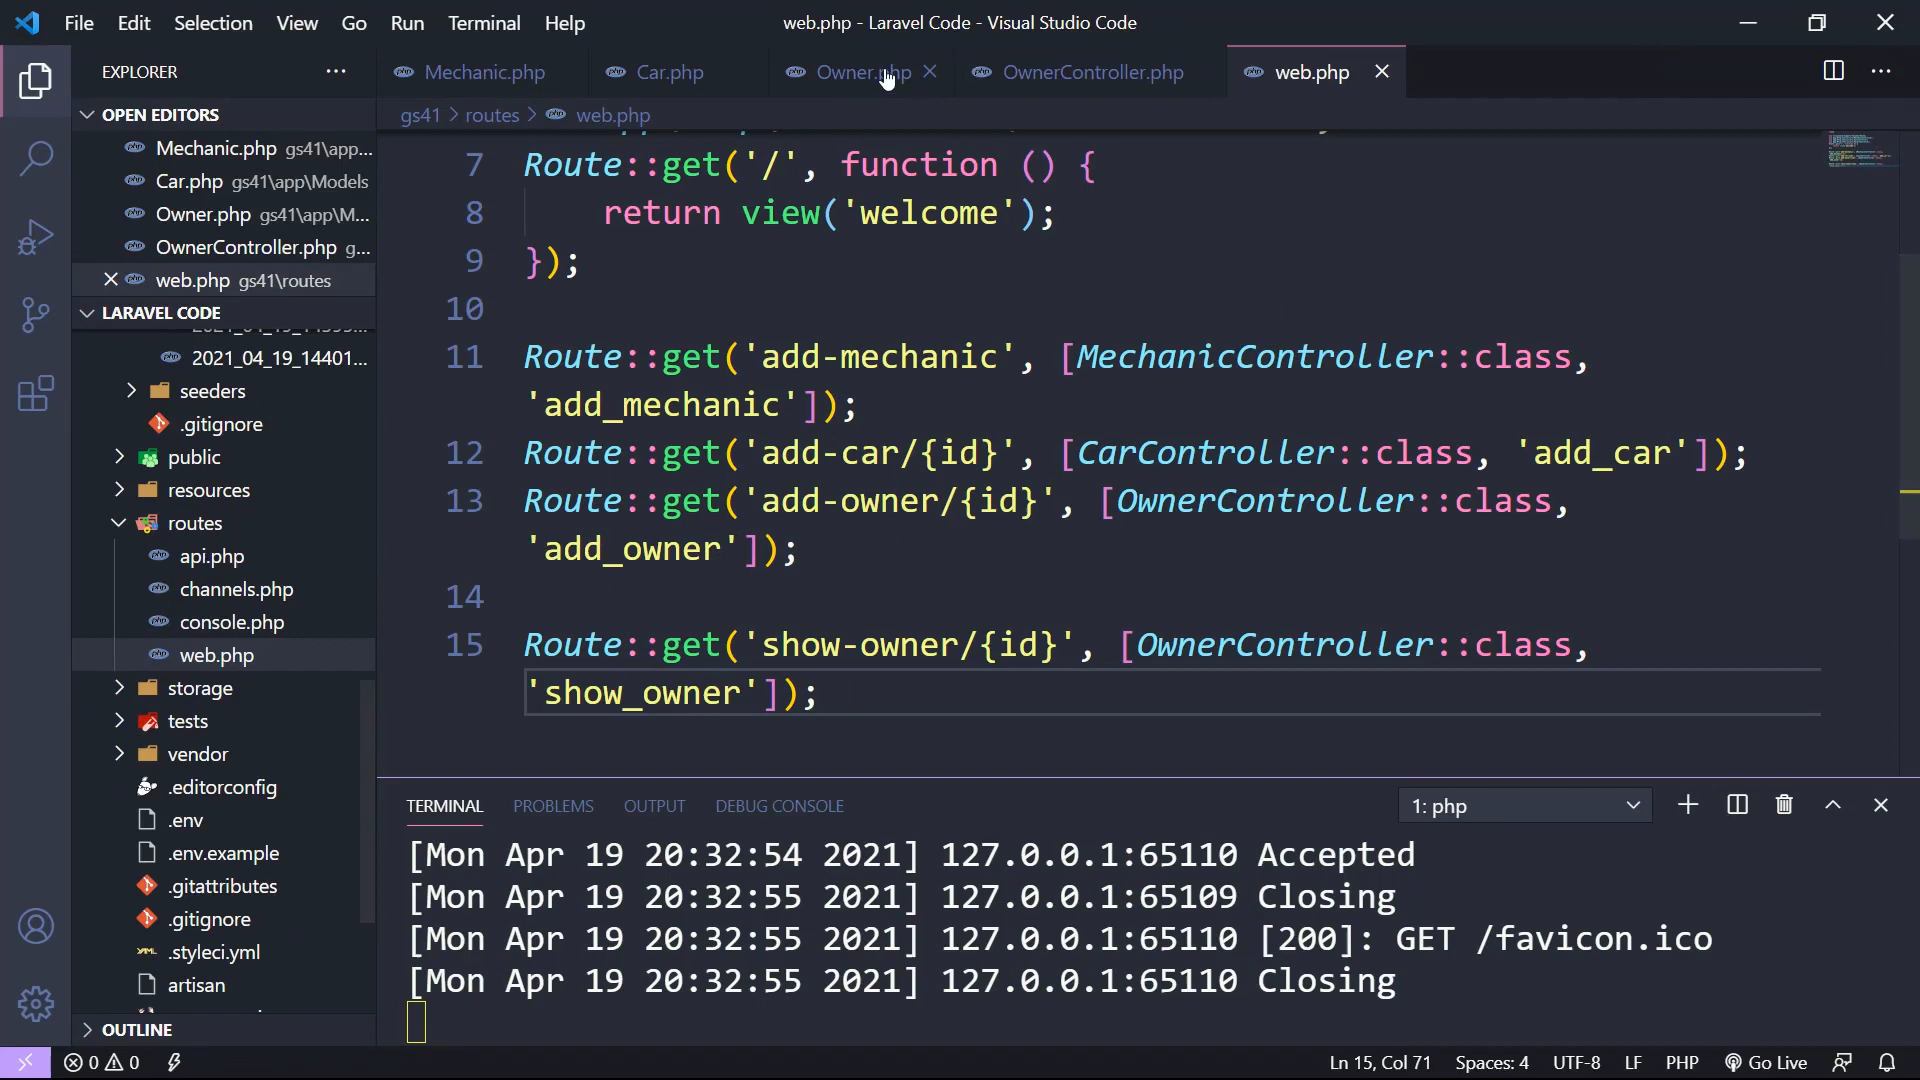 File Edit Selection View Go Run Terminal Help
web.php - Laravel Code - Visual Studio Code
EXPLORER
Mechanic.php
Car.php
Owner.php
OwnerController.php
web.php
OPEN EDITORS
Mechanic.php gs41\app...
Car.php gs41\app\Models
Owner.php gs41\app\M...
OwnerController.php g...
web.php gs41\routes
LARAVEL CODE
2021_04_19_14401...
seeders
.gitignore
public
resources
routes
api.php
channels.php
console.php
web.php
storage
tests
vendor
.editorconfig
.env
.env.example
.gitattributes
.gitignore
.styleci.yml
artisan
OUTLINE
gs41 > routes > web.php
7 Route::get('/', function () {
8 return view('welcome');
9 });
10
11 Route::get('add-mechanic', [MechanicController::class,
'add_mechanic']);
12 Route::get('add-car/{id}', [CarController::class, 'add_car']);
13 Route::get('add-owner/{id}', [OwnerController::class,
'add_owner']);
14
15 Route::get('show-owner/{id}', [OwnerController::class,
'show_owner']);
TERMINAL PROBLEMS OUTPUT DEBUG CONSOLE
1: php
[Mon Apr 19 20:32:54 2021] 127.0.0.1:65110 Accepted
[Mon Apr 19 20:32:55 2021] 127.0.0.1:65109 Closing
[Mon Apr 19 20:32:55 2021] 127.0.0.1:65110 [200]: GET /favicon.ico
[Mon Apr 19 20:32:55 2021] 127.0.0.1:65110 Closing
0 0
Ln 15, Col 71 Spaces: 4 UTF-8 LF PHP Go Live